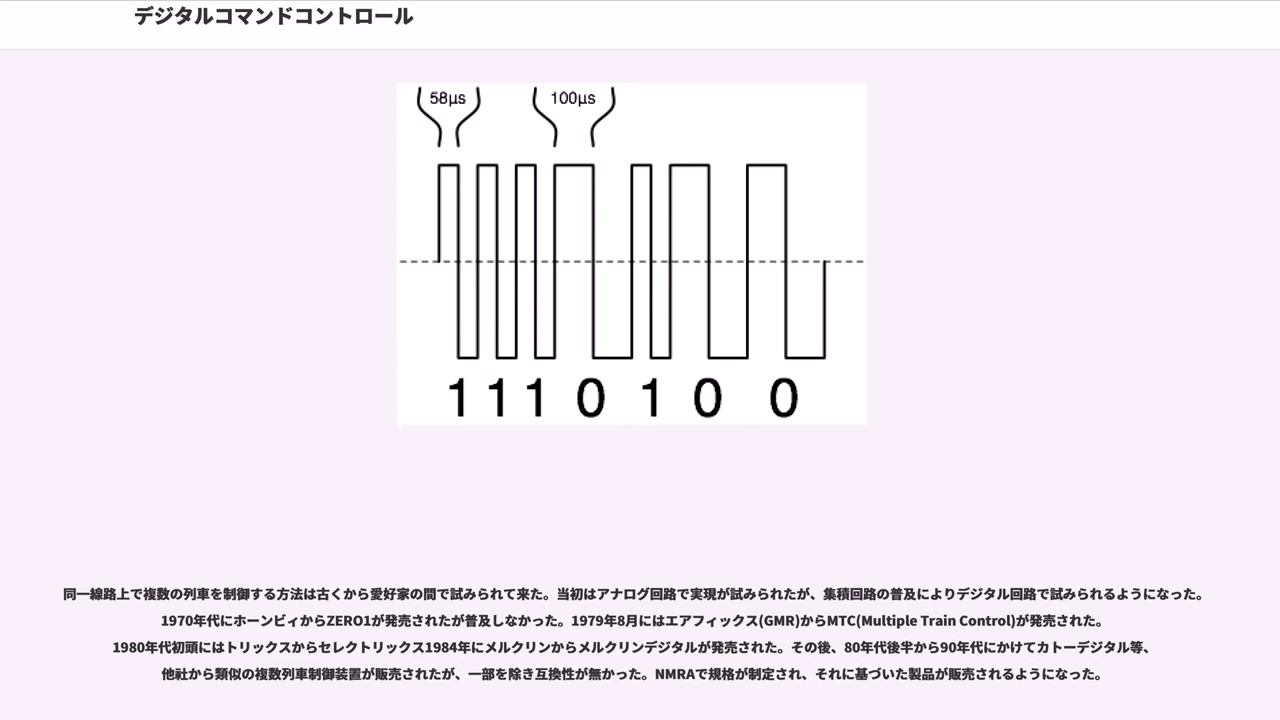 デジタルコマンドコントロール
58µs 100µs
1 1 1 0 1 0 0
同一線路上で複数の列車を制御する方法は古くから愛好家の間で試みられて来た。当初はアナログ回路で実現が試みられたが、集積回路の普及によりデジタル回路で試みられるようになった。
1970年代にホーンビィからZERO1が発売されたが普及しなかった。1979年8月にはエアフィックス(GMR)からMTC(Multiple Train Control)が発売された。
1980年代初頭にはトリックスからセレクトリックス1984年にメルクリンからメルクリンデジタルが発売された。その後、80年代後半から90年代にかけてカトーデジタル等、
他社から類似の複数列車制御装置が販売されたが、一部を除き互換性が無かった。NMRAで規格が制定され、それに基づいた製品が販売されるようになった。